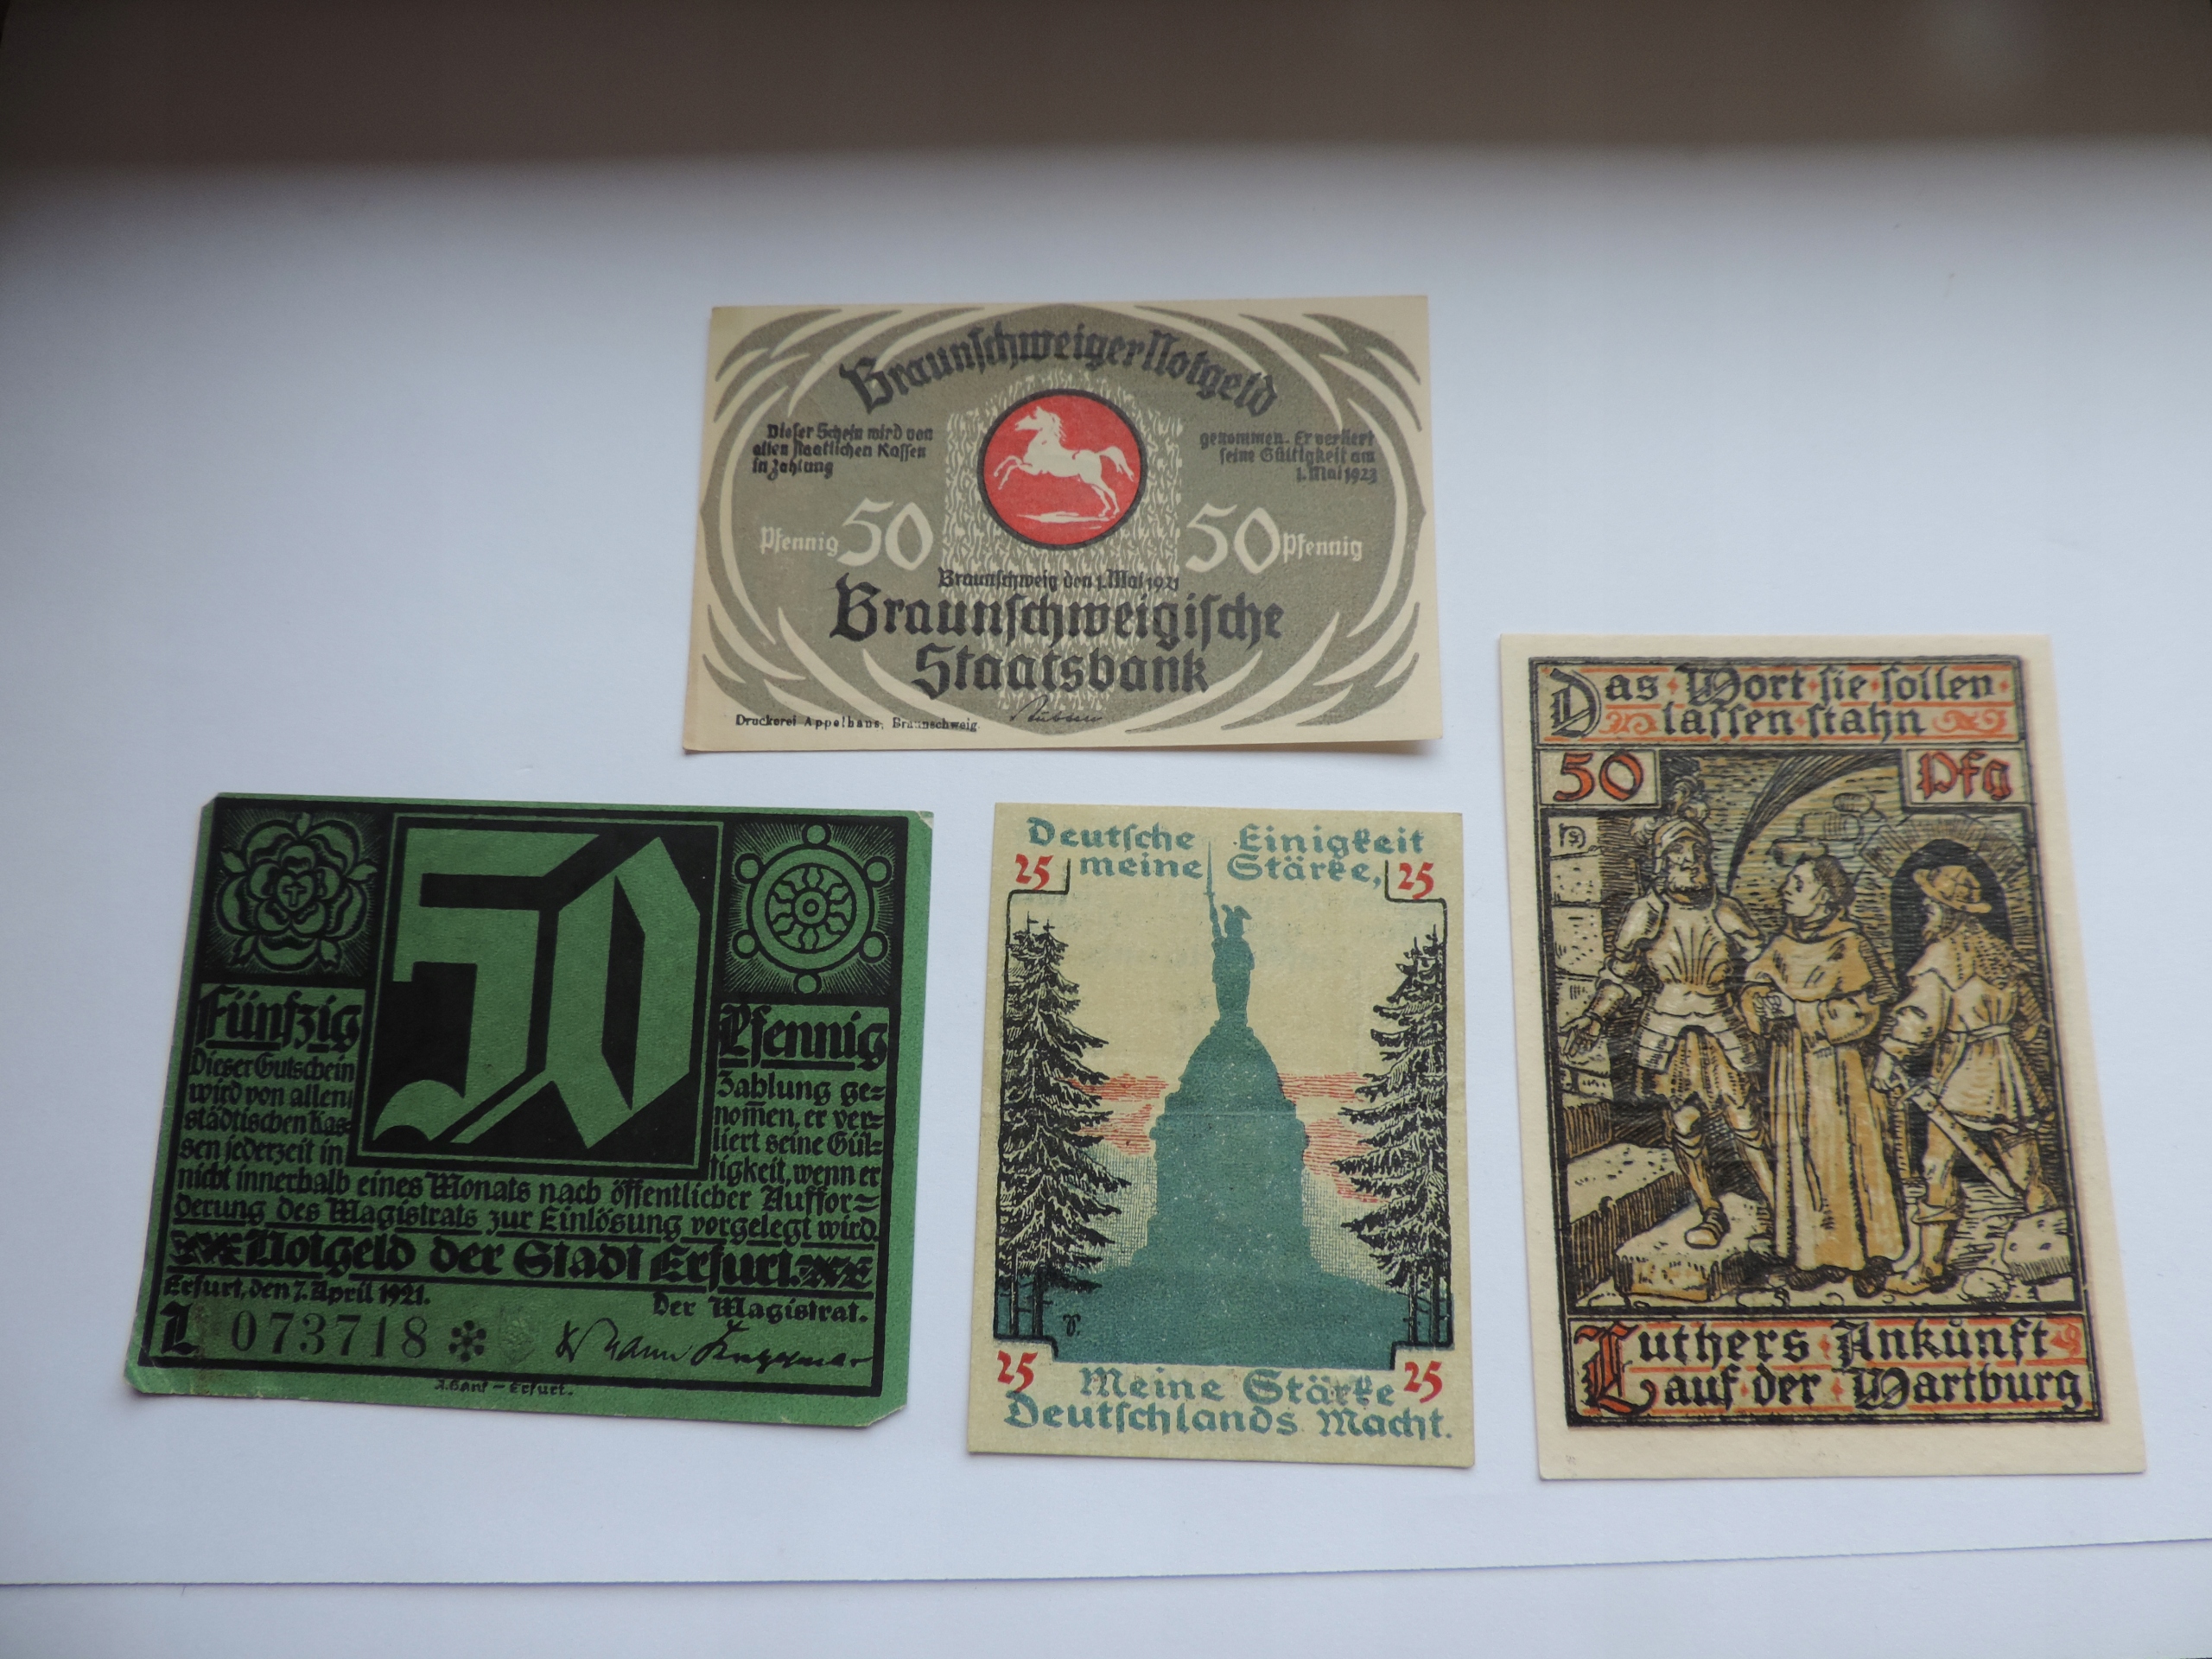 Braunschweiger Notgeld
Dieser Schein wird von
allen staatlichen Kassen
in Zahlung
genommen. Er verliert
seine Gültigkeit am
1. Mai 1923
Pfennig 50
50 Pfennig
Braunschweig den 1. Mai 1921
Braunschweigische
Staatsbank
Druckerei Appelhans, Braunschweig.
50
Fünfzig
Dieser Gutschein
wird von allen
städtischen Kas-
sen jederzeit in
Pfennig
Zahlung ge-
nom̄en, er ver-
liert seine Gül-
tigkeit, wenn er
nicht innerhalb eines Monats nach öffentlicher Auffor-
derung des Magistrats zur Einlösung vorgelegt wird.
Notgeld der Stadt Erfurt.
Erfurt, den 7. April 1921.
Der Magistrat.
L 073718
Erfurt.
Deutsche Einigkeit
25 meine Stärke, 25
25 Meine Stärke 25
Deutschlands Macht.
Das Wort sie sollen
lassen stahn
50 Pfg
Luthers Ankunft
auf der Wartburg